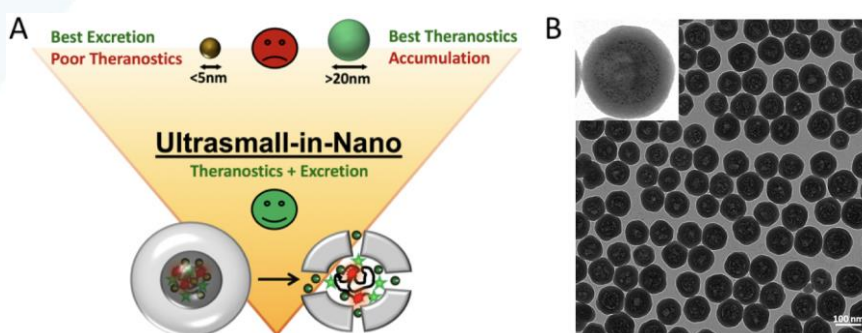 A
Best Excretion
Poor Theranostics
<5nm
>20nm
Best Theranostics
Accumulation
Ultrasmall-in-Nano
Theranostics + Excretion
B
100 nm